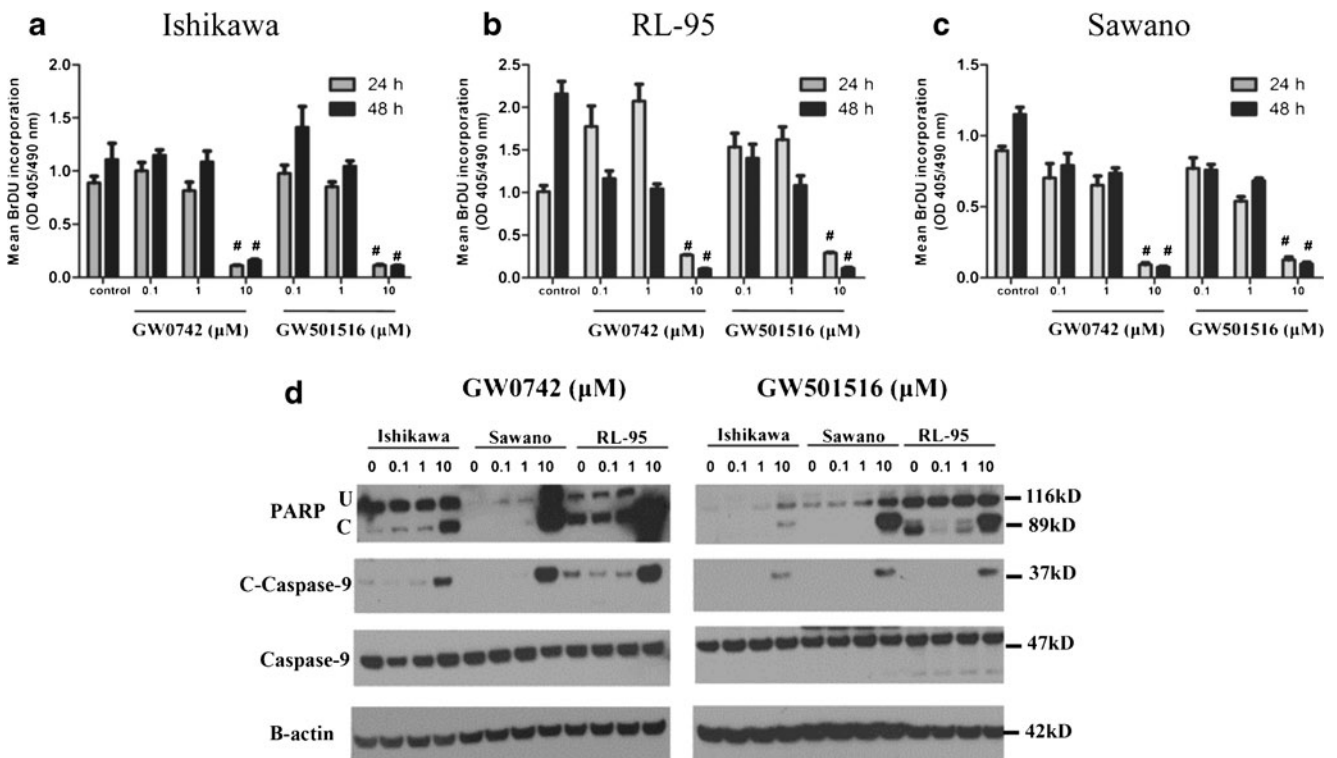 a Ishikawa
Mean BrDU incorporation
(OD 405/490 nm)
2.0
1.5
1.0
0.5
0.0
24 h
48 h
# # # #
control 0.1 1 10 0.1 1 10
GW0742 (µM) GW501516 (µM)
b RL-95
Mean BrDU incorporation
(OD 405/490 nm)
2.5
2.0
1.5
1.0
0.5
0.0
24 h
48 h
# # # #
control 0.1 1 10 0.1 1 10
GW0742 (µM) GW501516 (µM)
c Sawano
Mean BrDU incorporation
(OD 405/490 nm)
1.5
1.0
0.5
0.0
24 h
48 h
# # # #
control 0.1 1 10 0.1 1 10
GW0742 (µM) GW501516 (µM)
d GW0742 (µM) GW501516 (µM)
Ishikawa Sawano RL-95 Ishikawa Sawano RL-95
0 0.1 1 10 0 0.1 1 10 0 0.1 1 10 0 0.1 1 10 0 0.1 1 10 0 0.1 1 10
PARP U C 116kD 89kD
C-Caspase-9 37kD
Caspase-9 47kD
B-actin 42kD